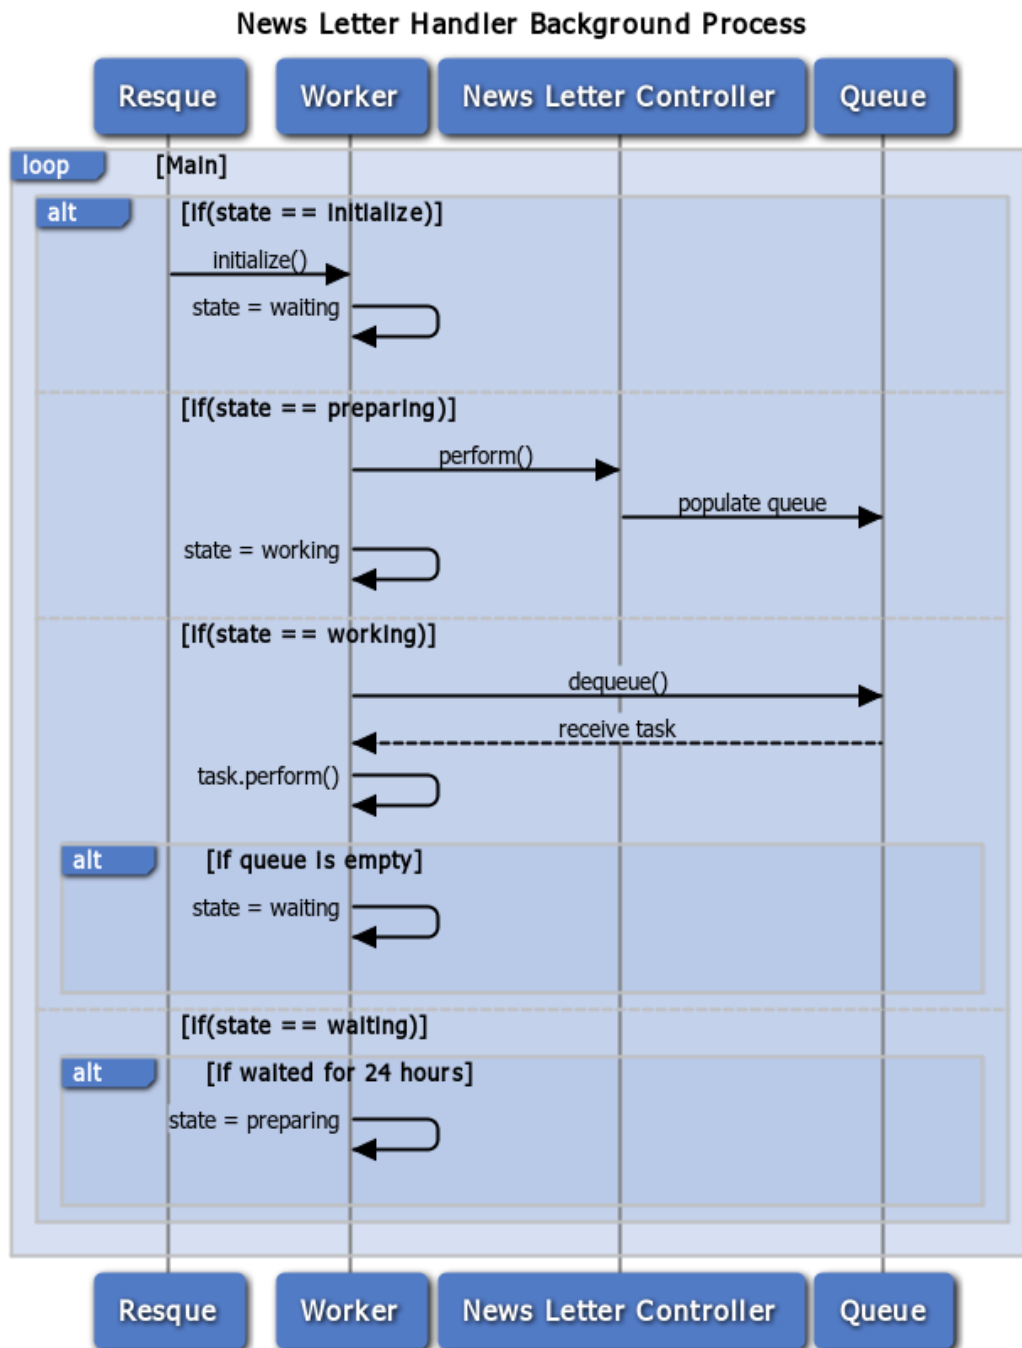 News Letter Handler Background Process
Resque Worker News Letter Controller Queue
loop [Main]
alt [if(state == initialize)]
initialize()
state = waiting
[if(state == preparing)]
perform()
populate queue
state = working
[if(state == working)]
dequeue()
receive task
task.perform()
alt [if queue is empty]
state = waiting
[if(state == waiting)]
alt [if waited for 24 hours]
state = preparing
Resque Worker News Letter Controller Queue